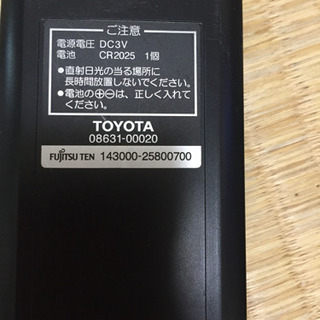 ご注意
電源電圧 DC3V
電池 CR2025 1個
●直射日光の当る場所に
長時間放置しないでください。
●電池の⊕⊖は、正しく入れて
ください。
TOYOTA
08631-00020
FUJITSU TEN 143000-25800700